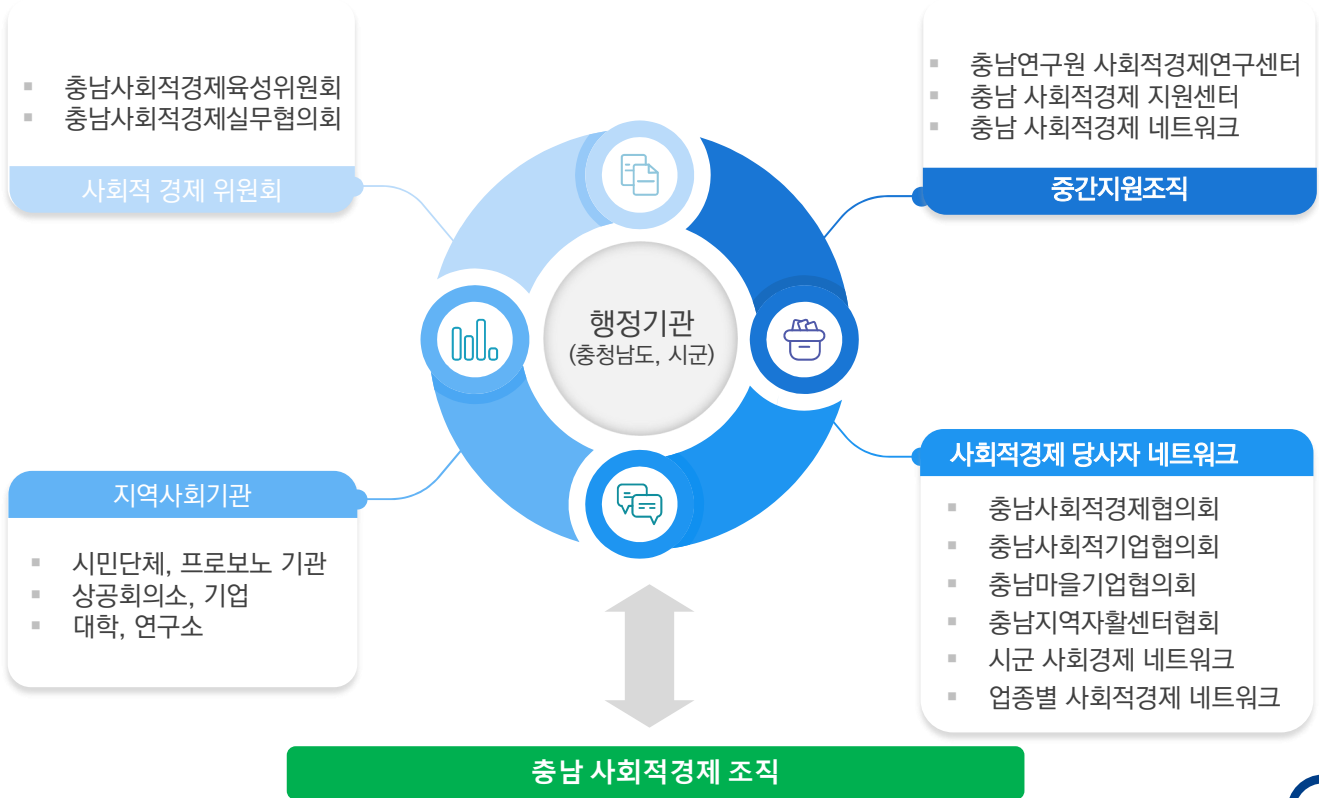 충남사회적경제육성위원회
충남사회적경제실무협의회
사회적 경제 위원회
충남연구원 사회적경제연구센터
충남 사회적경제 지원센터
충남 사회적경제 네트워크
중간지원조직
행정기관
(충청남도, 시군)
지역사회기관
시민단체, 프로보노 기관
상공회의소, 기업
대학, 연구소
사회적경제 당사자 네트워크
충남사회적경제협의회
충남사회적기업협의회
충남마을기업협의회
충남지역자활센터협회
시군 사회경제 네트워크
업종별 사회적경제 네트워크
충남 사회적경제 조직